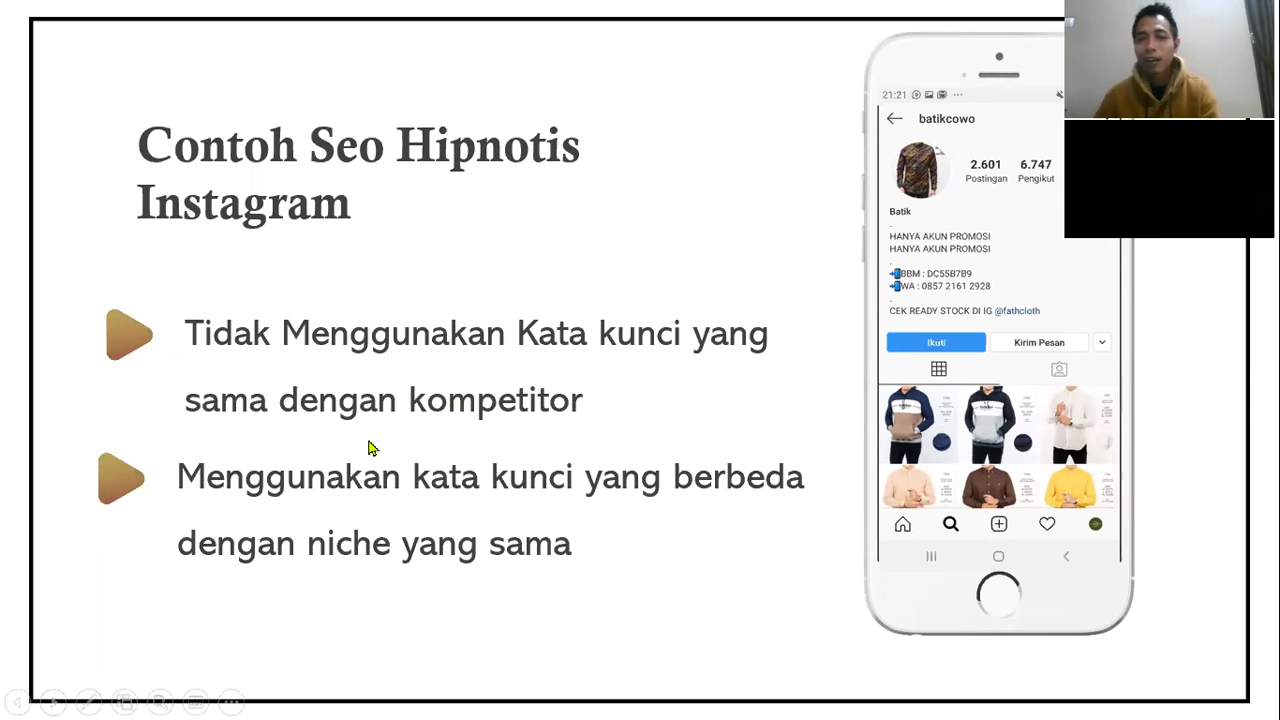 Contoh Seo Hipnotis
Instagram
Tidak Menggunakan Kata kunci yang
sama dengan kompetitor
Menggunakan kata kunci yang berbeda
dengan niche yang sama
21:21
batikcowo
2.601 6.747
Postingan Pengikut
Batik
.
HANYA AKUN PROMOSI
HANYA AKUN PROMOSI
.
BBM : DC55B7B9
WA : 0857 2161 2928
.
CEK READY STOCK DI IG @fathcloth
Ikuti Kirim Pesan